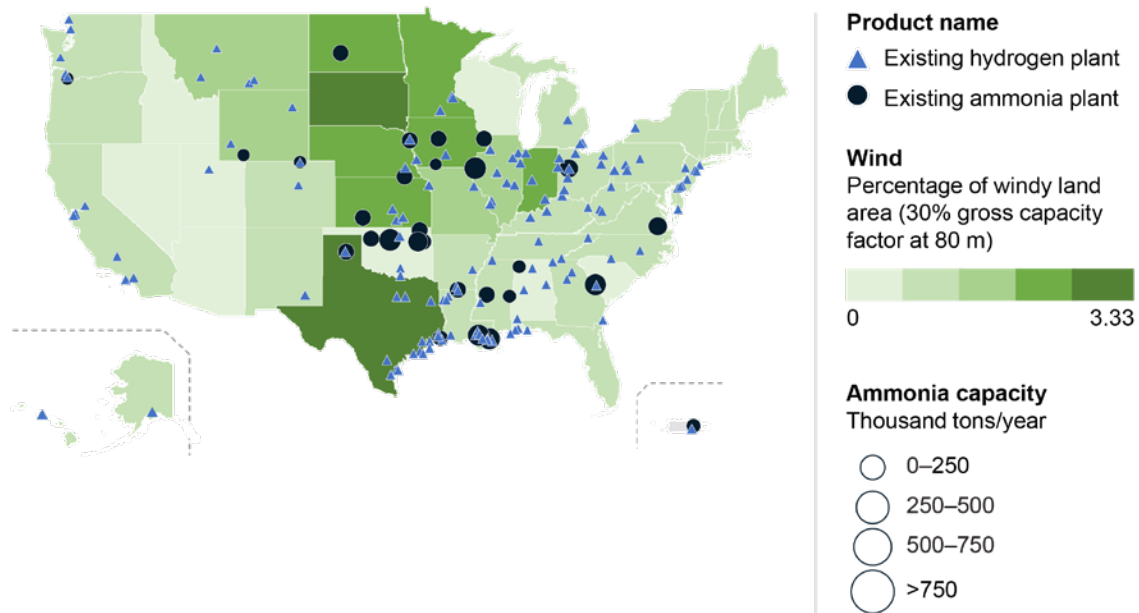 Product name
Existing hydrogen plant
Existing ammonia plant
Wind
Percentage of windy land
area (30% gross capacity
factor at 80 m)
0
3.33
Ammonia capacity
Thousand tons/year
0–250
250–500
500–750
>750